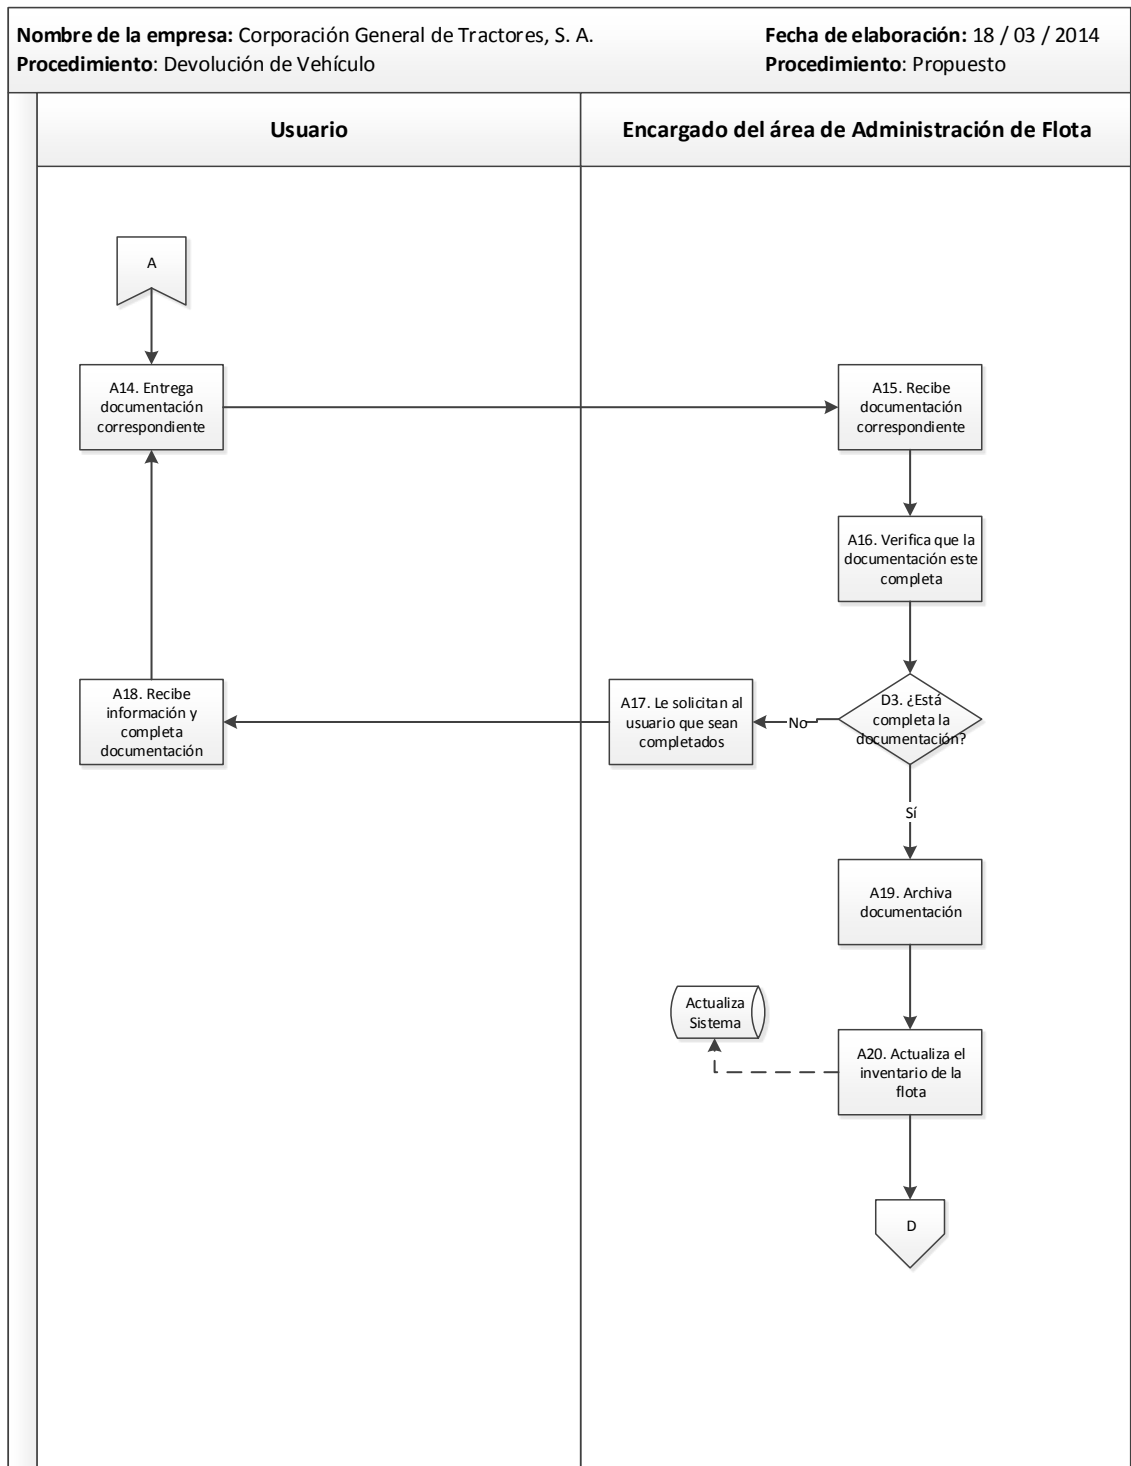 Nombre de la empresa: Corporación General de Tractores, S. A.
Fecha de elaboración: 18 / 03 / 2014
Procedimiento: Devolución de Vehículo
Procedimiento: Propuesto
Usuario
Encargado del área de Administración de Flota
A
A14. Entrega
documentación
correspondiente
A15. Recibe
documentación
correspondiente
A16. Verifica que la
documentación este
completa
D3. ¿Está
completa la
documentación?
No
A17. Le solicitan al
usuario que sean
completados
A18. Recibe
información y
completa
documentación
Sí
A19. Archiva
documentación
Actualiza
Sistema
A20. Actualiza el
inventario de la
flota
D